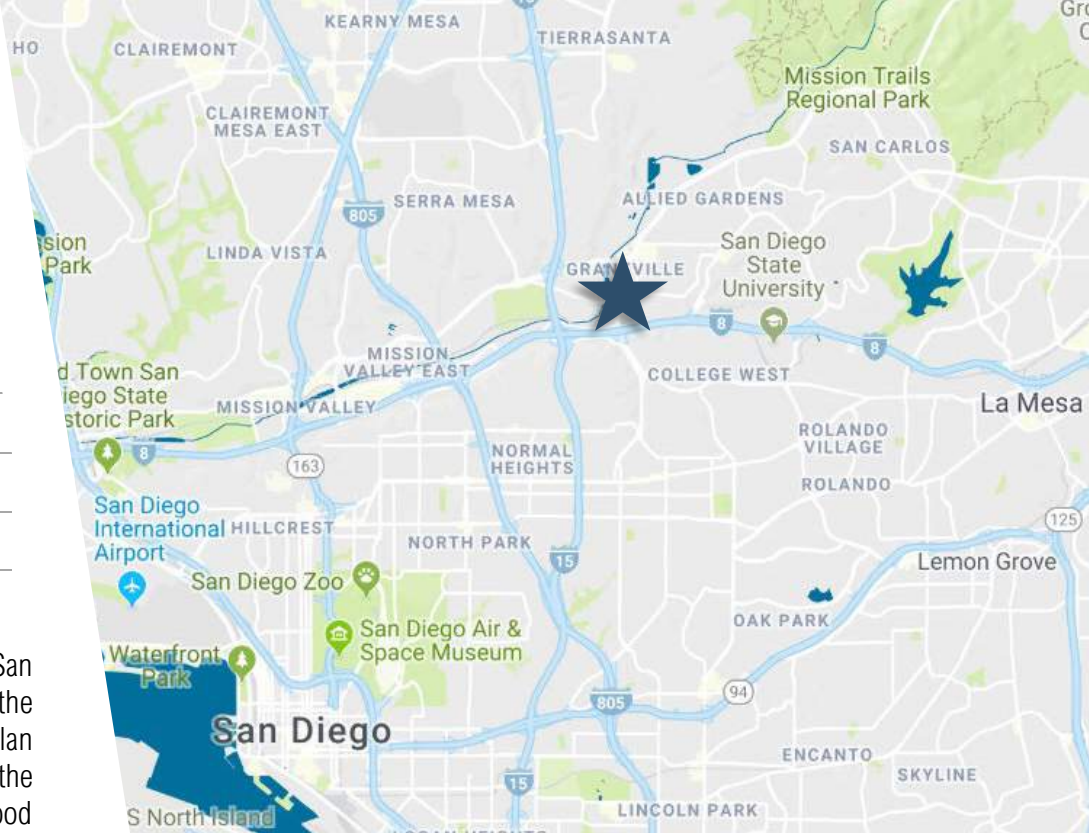 Gro
C
KEARNY MESA
HO
CLAIREMONT
TIERRASANTA
Mission Trails
Regional Park
CLAIREMONT
MESA EAST
SAN CARLOS
805
SERRA MESA
ALLIED GARDENS
ssion
Park
LINDA VISTA
San Diego
State
University
8
8
MISSION
VALLEY EAST
COLLEGE WEST
d Town San
iego State
storic Park
MISSION VALLEY
La Mesa
8
ROLANDO
VILLAGE
NORMAL
HEIGHTS
163
ROLANDO
San Diego
International
Airport
HILLCREST
125
NORTH PARK
15
Lemon Grove
San Diego Zoo
OAK PARK
San Diego Air &
Space Museum
Waterfront
Park
San
the
lan
the
ood
94
805
San Diego
ENCANTO
SKYLINE
15
S North Island
LINCOLN PARK